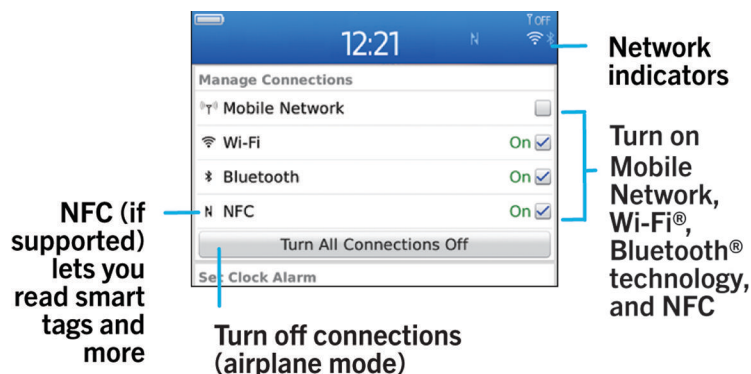 OFF
12:21
Manage Connections
Mobile Network
Wi-Fi On
Bluetooth On
NFC On
Turn All Connections Off
Set Clock Alarm
Network
indicators
Turn on
Mobile
Network,
Wi-Fi®,
Bluetooth®
technology,
and NFC
NFC (if
supported)
lets you
read smart
tags and
more
Turn off connections
(airplane mode)